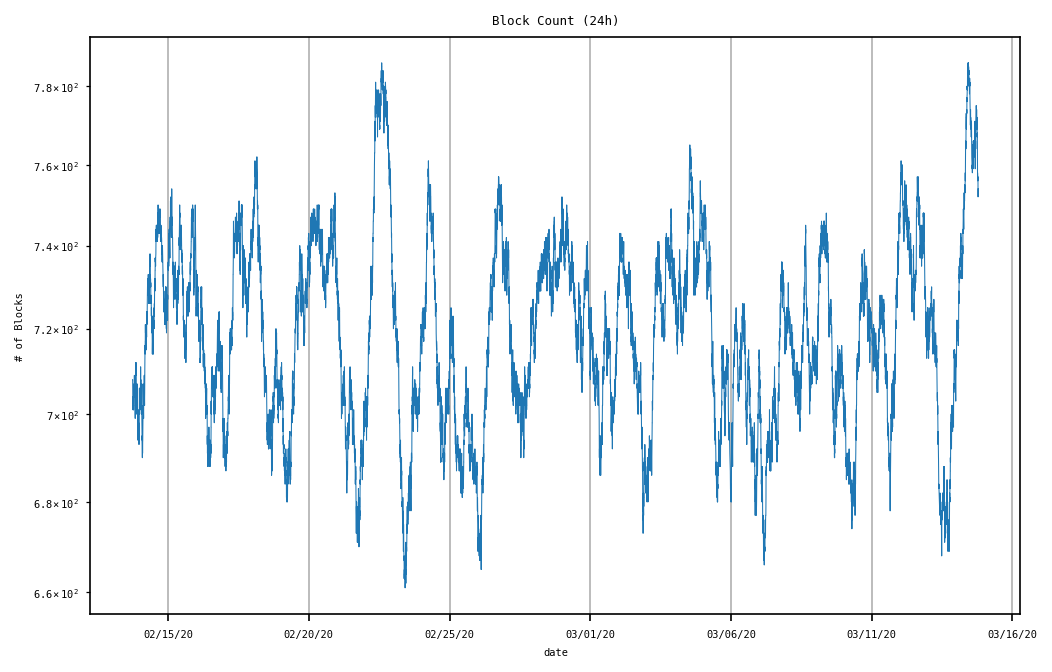 Block Count (24h)
# of Blocks
7.8×10²
7.6×10²
7.4×10²
7.2×10²
7×10²
6.8×10²
6.6×10²
02/15/20 02/20/20 02/25/20 03/01/20 03/06/20 03/11/20 03/16/20
date